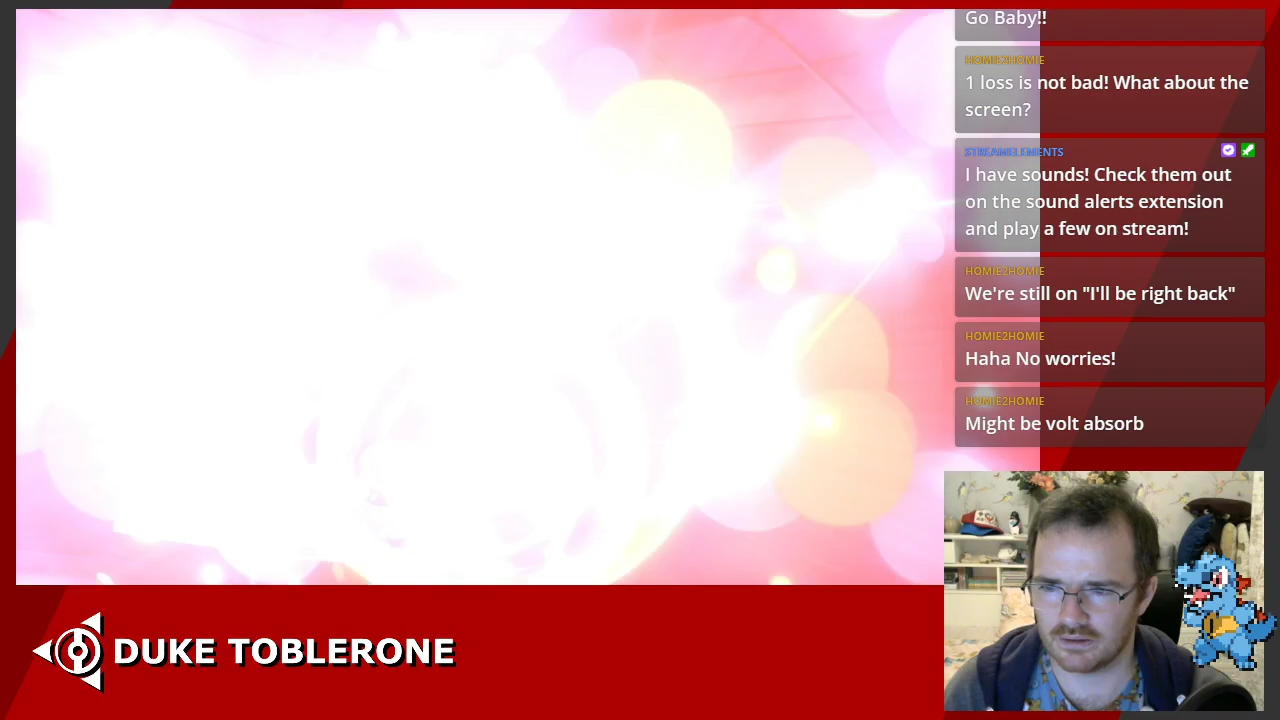 Go Baby!!
HOMIE2HOMIE
1 loss is not bad! What about the
screen?
STREAMELEMENTS
I have sounds! Check them out
on the sound alerts extension
and play a few on stream!
HOMIE2HOMIE
We're still on "I'll be right back"
HOMIE2HOMIE
Haha No worries!
HOMIE2HOMIE
Might be volt absorb
DUKE TOBLERONE